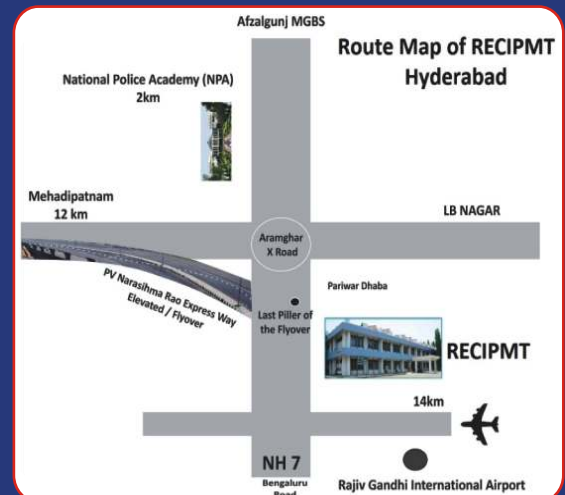 Afzalgunj MGBS
Route Map of RECIPMT
Hyderabad
National Police Academy (NPA)
2km
Mehadipatnam
12 km
LB NAGAR
Aramghar
X Road
PV Narasihma Rao Express Way
Elevated / Flyover
Pariwar Dhaba
Last Piller of
the Flyover
RECIPMT
14km
NH 7
Bengaluru
Road
Rajiv Gandhi International Airport